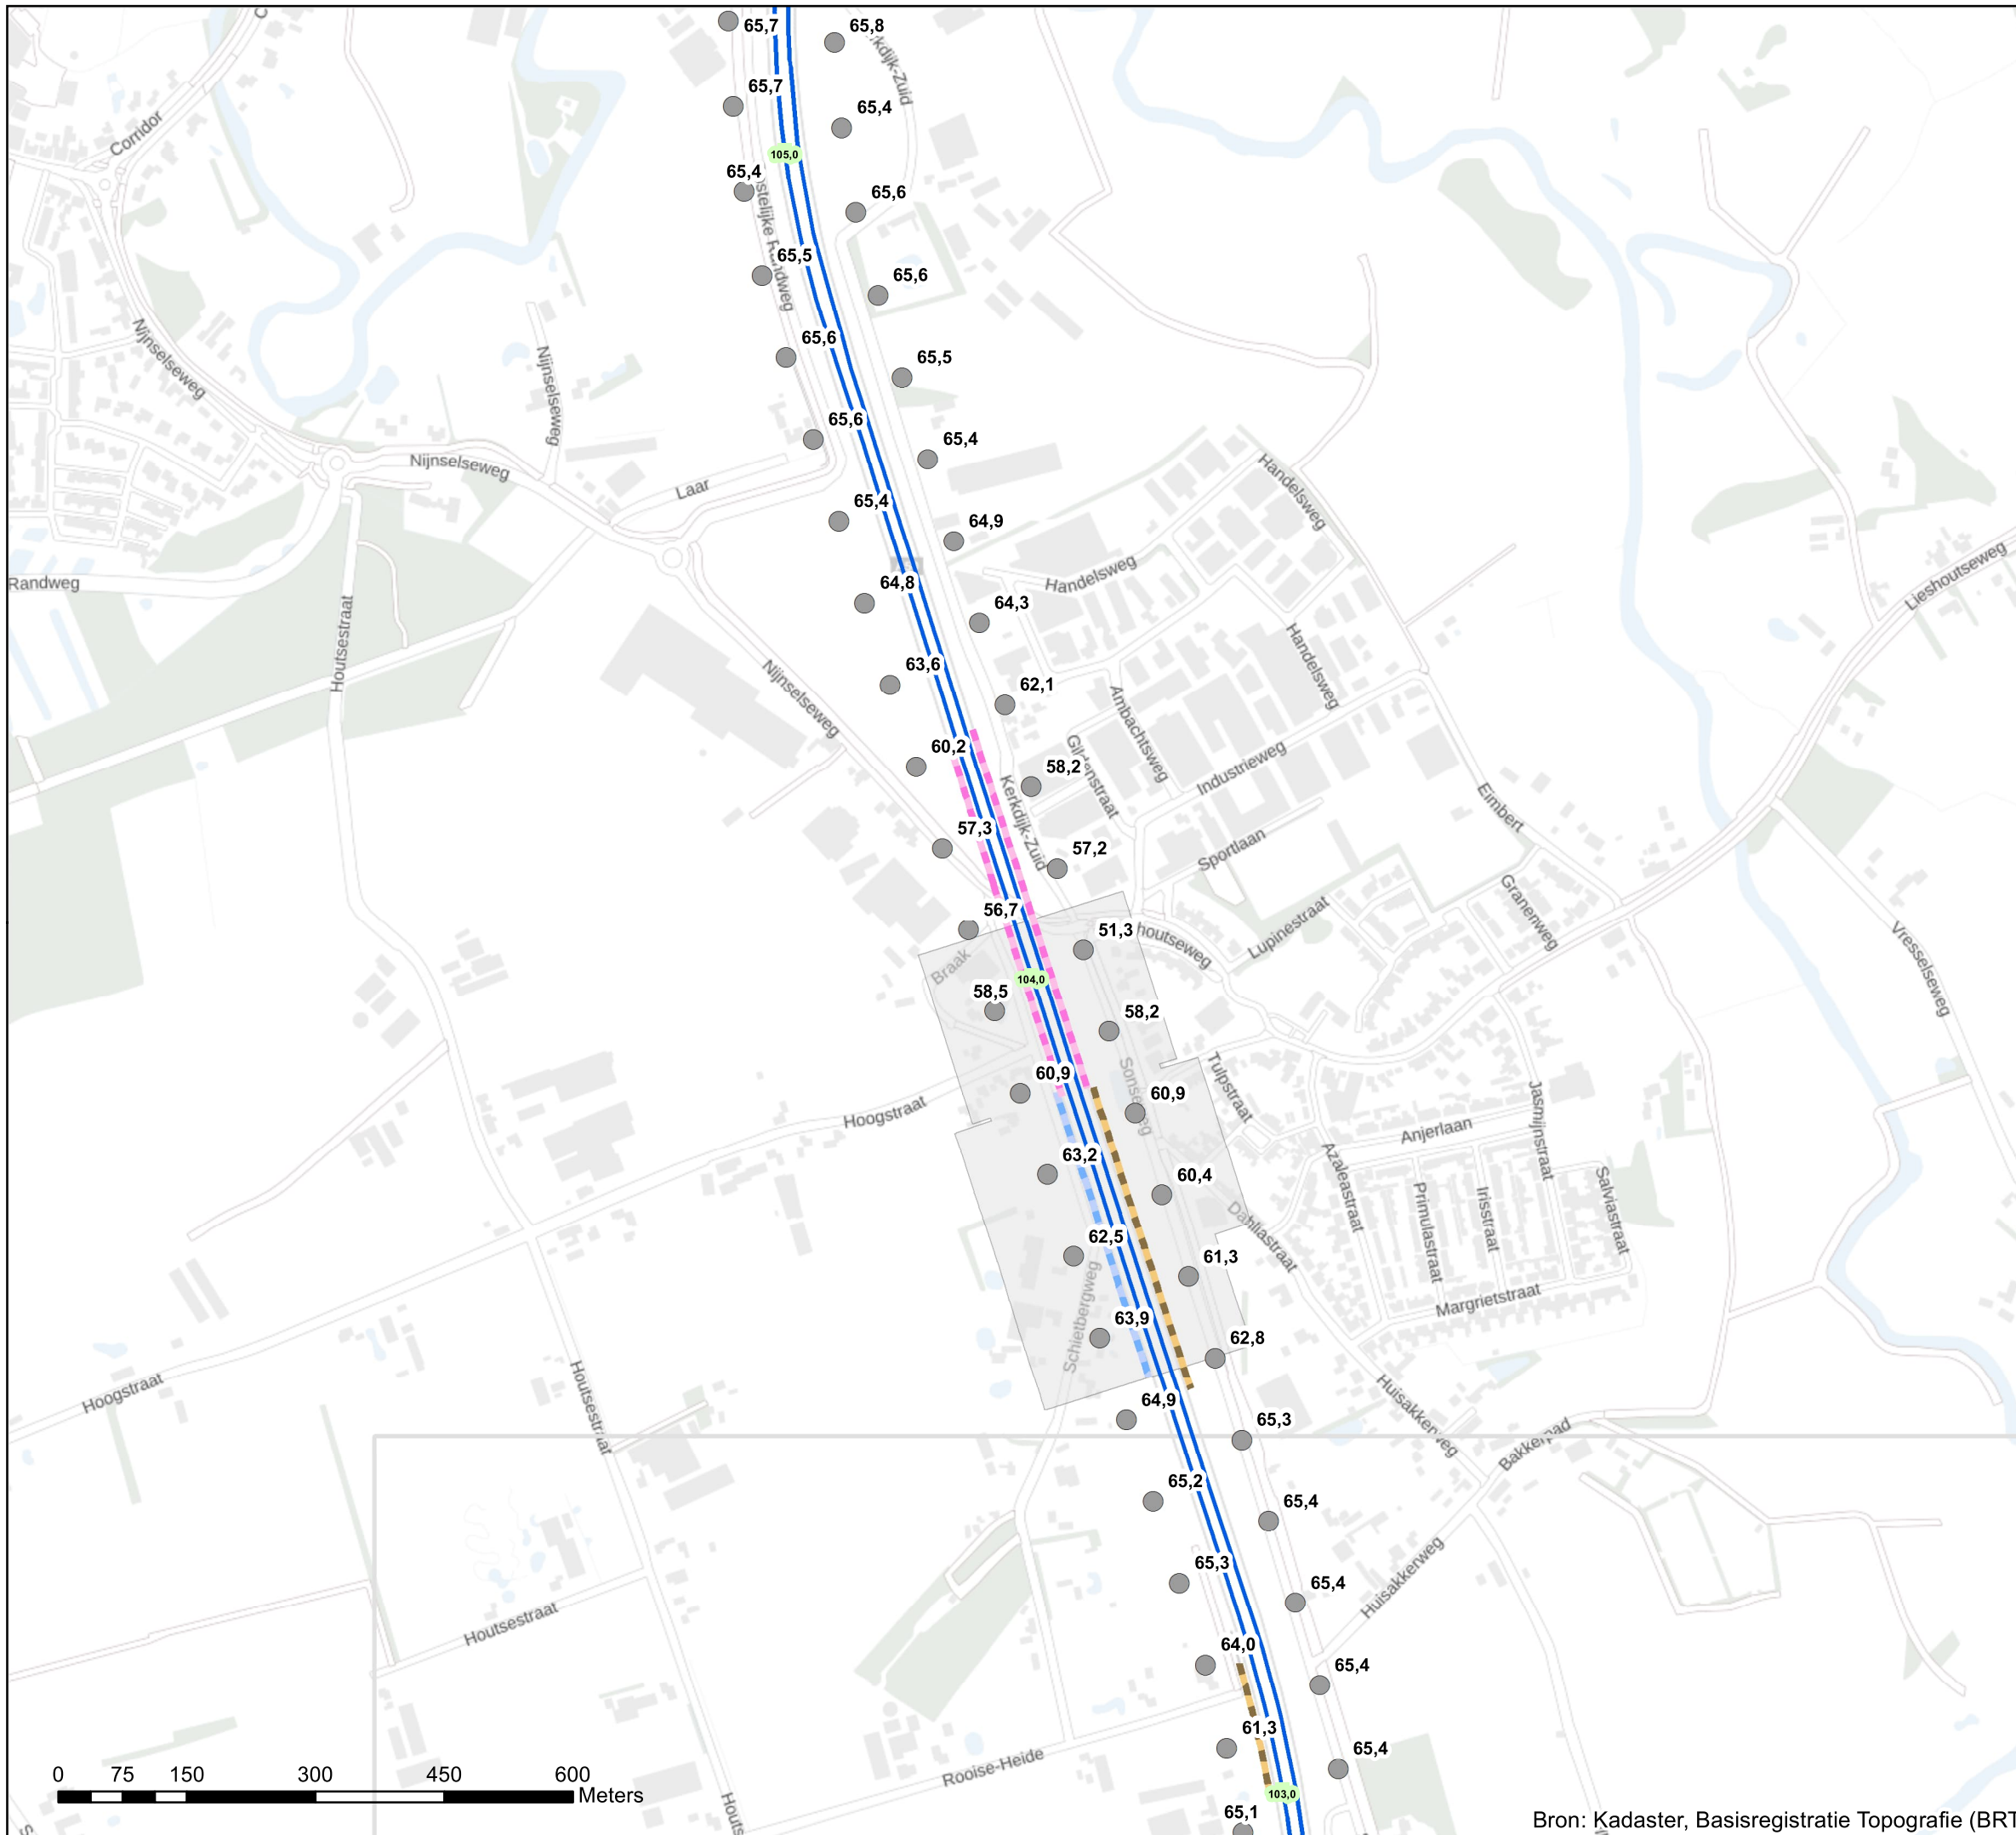 65,7
65,8
65,7
65,4
105,0
65,4
65,6
65,5
65,6
65,6
65,5
65,6
65,4
65,4
64,9
64,8
64,3
63,6
62,1
60,2
58,2
57,3
57,2
56,7
51,3
104,0
58,5
58,2
60,9
60,9
63,2
60,4
62,5
61,3
63,9
62,8
64,9
65,3
65,2
65,4
65,3
65,4
64,0
65,4
61,3
65,4
103,0
65,1
Corridor
Nijnselseweg
Nijnselseweg
Nijnselseweg
Laar
Randweg
Houtsestraat
Nijnselseweg
Handelsweg
Handelsweg
Handelsweg
Ambachtsweg
Industrieweg
Kerkdijk-Zuid
Sportlaan
Eimbert
Lieshoutseweg
Granenweg
Lupinestraat
Vresselseweg
Braak
Hoogstraat
Tulpstraat
Anjerlaan
Jasmijnstraat
Azaleastraat
Primulastraat
Irisstraat
Salviastraat
Dahliastraat
Margrietstraat
Schietbergweg
Hoogstraat
Houtsestraat
Huisakkerweg
Bakkerpad
Huisakkerweg
Houtsestraat
Rooise-Heide
0 75 150 300 450 600
Meters
Bron: Kadaster, Basisregistratie Topografie (BRT